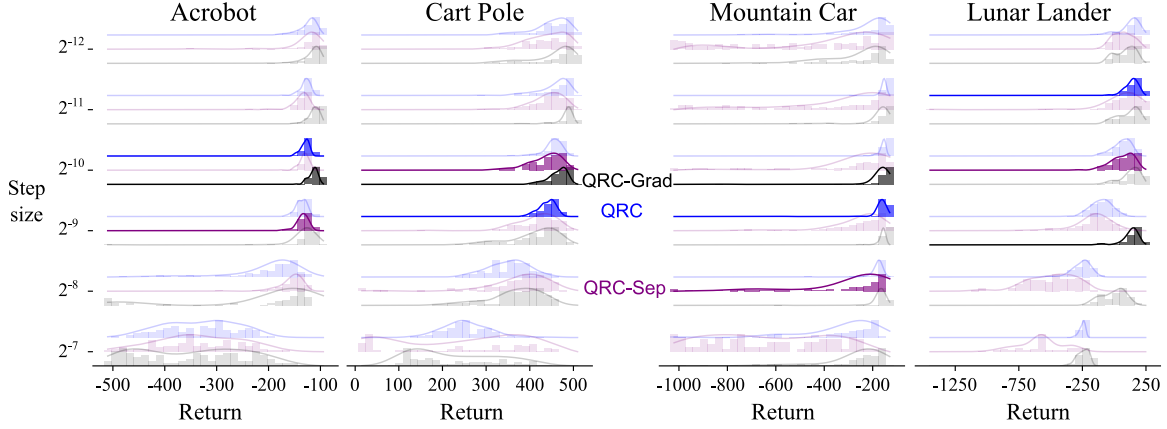 Acrobot Cart Pole Mountain Car Lunar Lander
2-12
2-11
2-10
QRC-Grad
Step
size
QRC
2-9
QRC-Sep
2-8
2-7
-500 -400 -300 -200 -100 0 100 200 300 400 500 -1000 -800 -600 -400 -200 -1250 -750 -250 250
Return Return Return Return